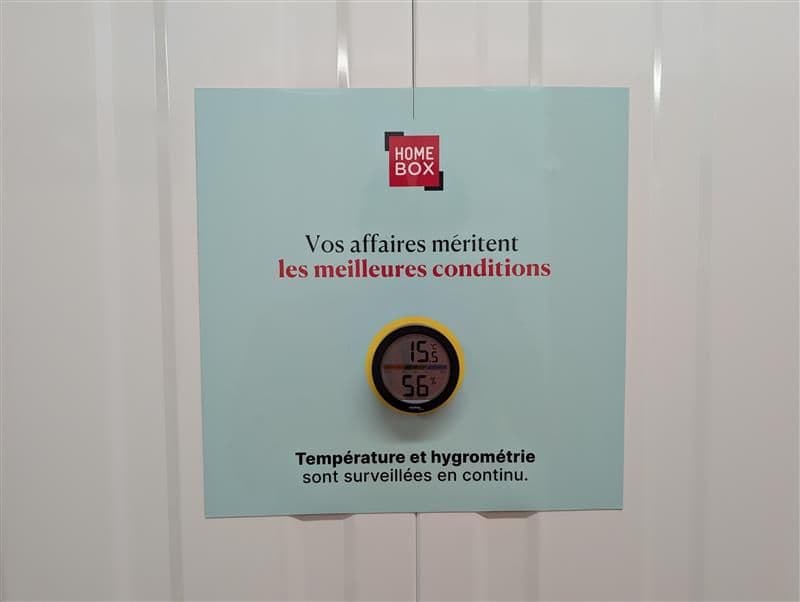 HOME
BOX
Vos affaires méritent
les meilleures conditions
15.5 °C
56 %
Température et hygrométrie
sont surveillées en continu.